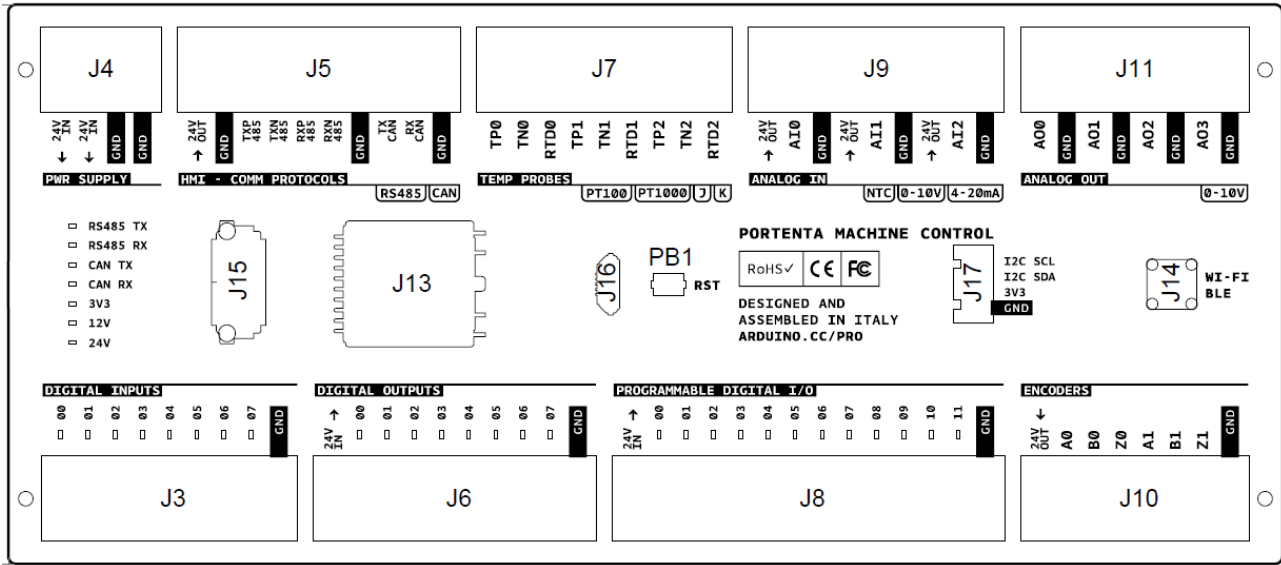 J4 J5 J7 J9 J11
← 24V IN ← 24V IN GND GND
→ 24V OUT GND TXP 485 TXN 485 RXP 485 RXN 485 GND TX CAN RX CAN GND
TP0 TN0 RTD0 TP1 TN1 RTD1 TP2 TN2 RTD2
→ 24V OUT AI0 GND → 24V OUT AI1 GND → 24V OUT AI2 GND
AO0 GND AO1 GND AO2 GND AO3 GND
PWR SUPPLY
HMI - COMM PROTOCOLS
RS485 CAN
TEMP PROBES
PT100 PT1000 J K
ANALOG IN
NTC 0-10V 4-20mA
ANALOG OUT
0-10V
RS485 TX
RS485 RX
CAN TX
CAN RX
3V3
12V
24V
J15
J13
J16
PB1
RST
PORTENTA MACHINE CONTROL
RoHS✓ CE FC
DESIGNED AND
ASSEMBLED IN ITALY
ARDUINO.CC/PRO
J17
I2C SCL
I2C SDA
3V3
GND
J14
WI-FI
BLE
DIGITAL INPUTS
00 01 02 03 04 05 06 07 GND
DIGITAL OUTPUTS
24V IN → 00 01 02 03 04 05 06 07 GND
PROGRAMMABLE DIGITAL I/O
24V IN → 00 01 02 03 04 05 06 07 08 09 10 11 GND
ENCODERS
24V OUT ← A0 B0 Z0 A1 B1 Z1 GND
J3 J6 J8 J10